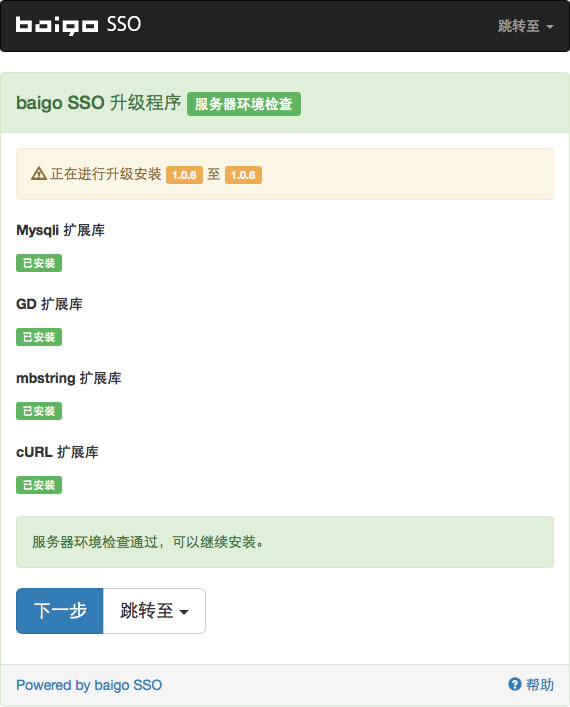 baigo SSO
跳转至
baigo SSO 升级程序 服务器环境检查
正在进行升级安装 1.0.6 至 1.0.6
Mysqli 扩展库
已安装
GD 扩展库
已安装
mbstring 扩展库
已安装
cURL 扩展库
已安装
服务器环境检查通过，可以继续安装。
下一步 跳转至
Powered by baigo SSO
帮助